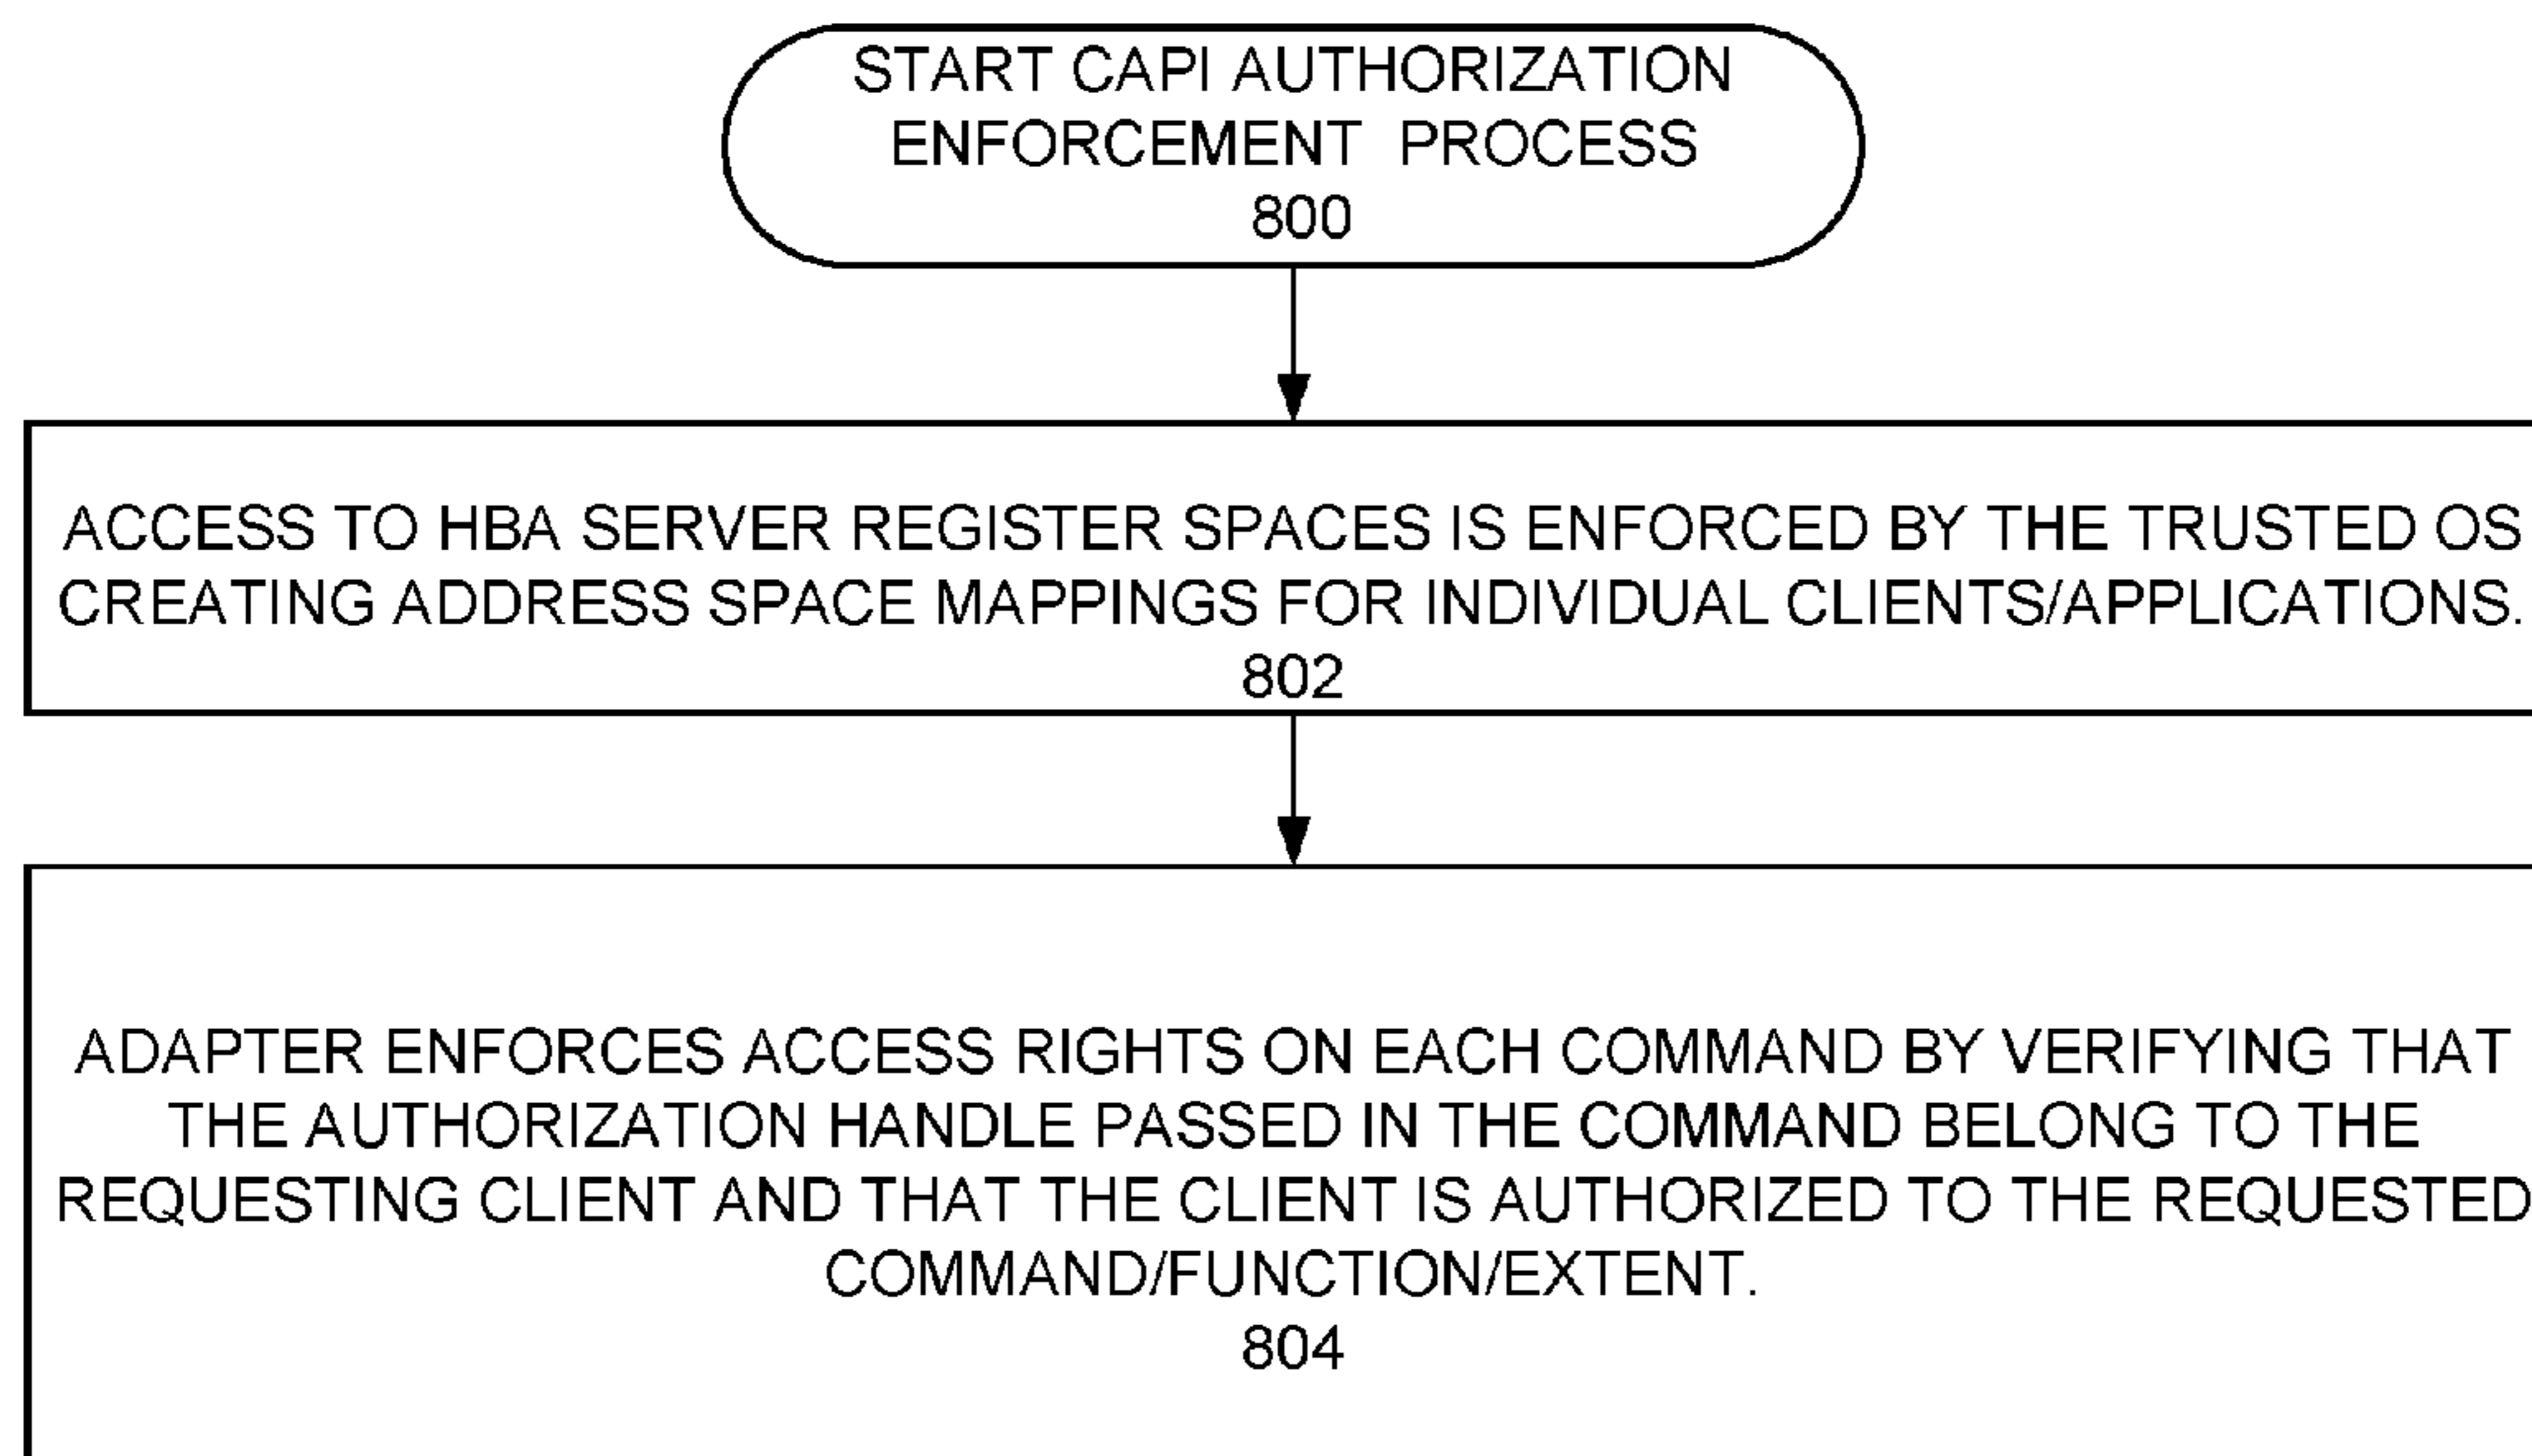 START CAPI AUTHORIZATION
ENFORCEMENT PROCESS
800
ACCESS TO HBA SERVER REGISTER SPACES IS ENFORCED BY THE TRUSTED OS
CREATING ADDRESS SPACE MAPPINGS FOR INDIVIDUAL CLIENTS/APPLICATIONS.
802
ADAPTER ENFORCES ACCESS RIGHTS ON EACH COMMAND BY VERIFYING THAT
THE AUTHORIZATION HANDLE PASSED IN THE COMMAND BELONG TO THE
REQUESTING CLIENT AND THAT THE CLIENT IS AUTHORIZED TO THE REQUESTED
COMMAND/FUNCTION/EXTENT.
804